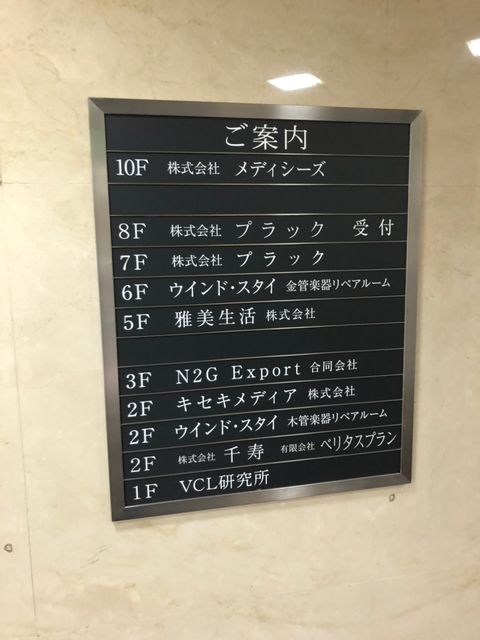 ご案内
10F 株式会社 メディシーズ
8F 株式会社 プラック 受付
7F 株式会社 プラック
6F ウインド・スタイ 金管楽器リペアルーム
5F 雅美生活 株式会社
3F N2G Export 合同会社
2F キセキメディア 株式会社
2F ウインド・スタイ 木管楽器リペアルーム
2F 株式会社 千寿 有限会社 ベリタスプラン
1F VCL研究所